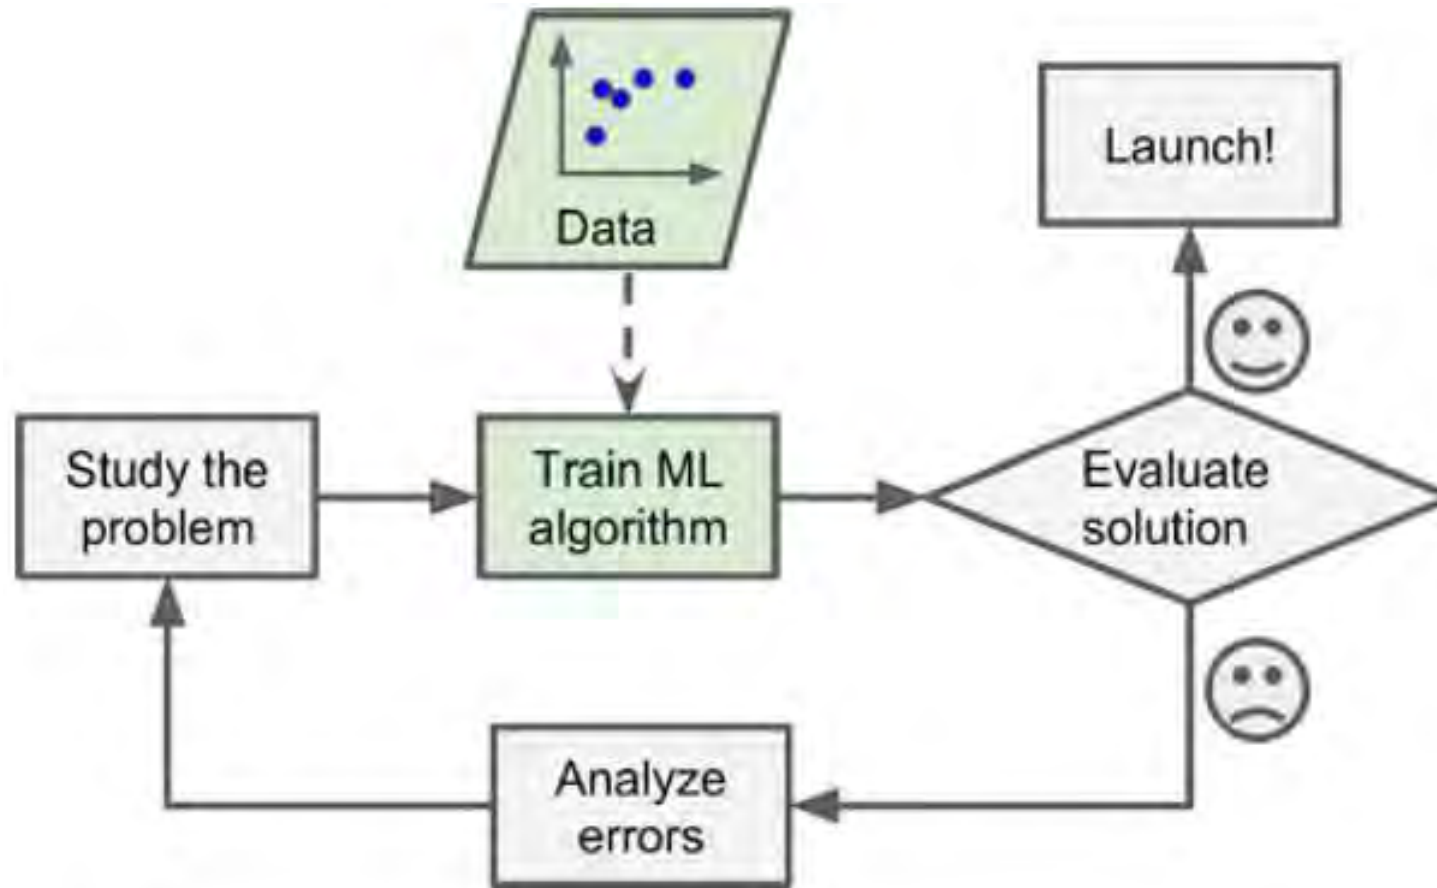 Data
Launch!
Study the
problem
Train ML
algorithm
Evaluate
solution
Analyze
errors